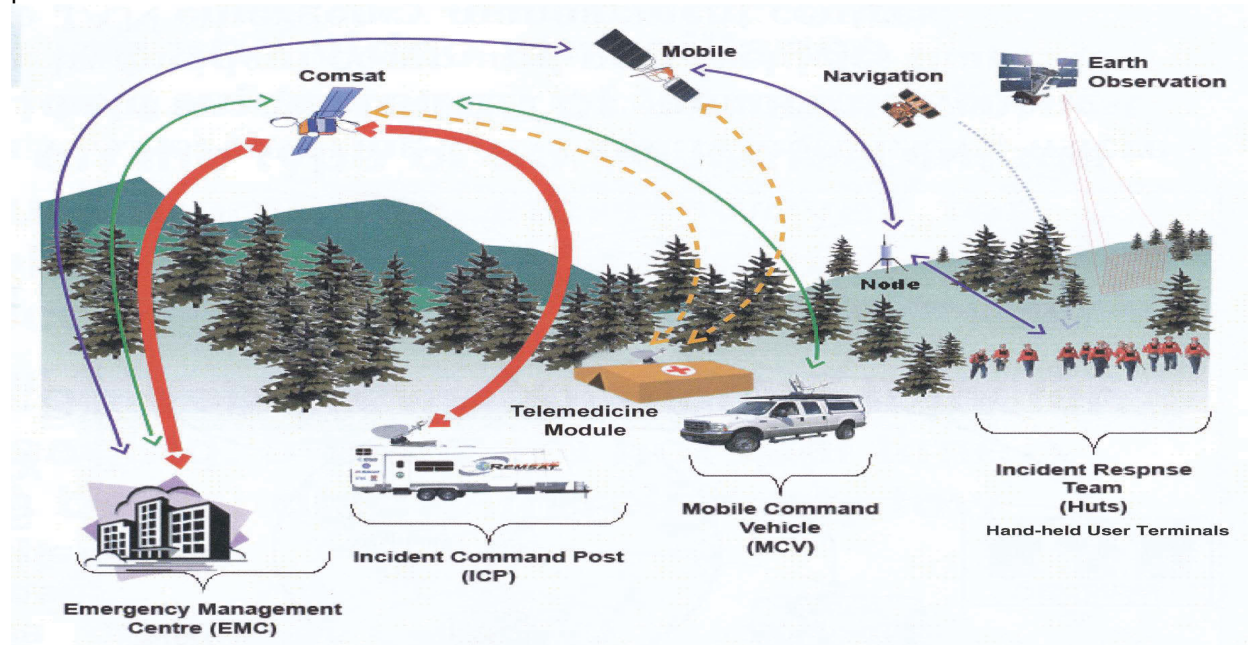 Comsat
Mobile
Navigation
Earth
Observation
Node
Telemedicine
Module
REMSAT
Incident Command Post
(ICP)
Mobile Command
Vehicle
(MCV)
Incident Respnse
Team
(Huts)
Hand-held User Terminals
Emergency Management
Centre (EMC)